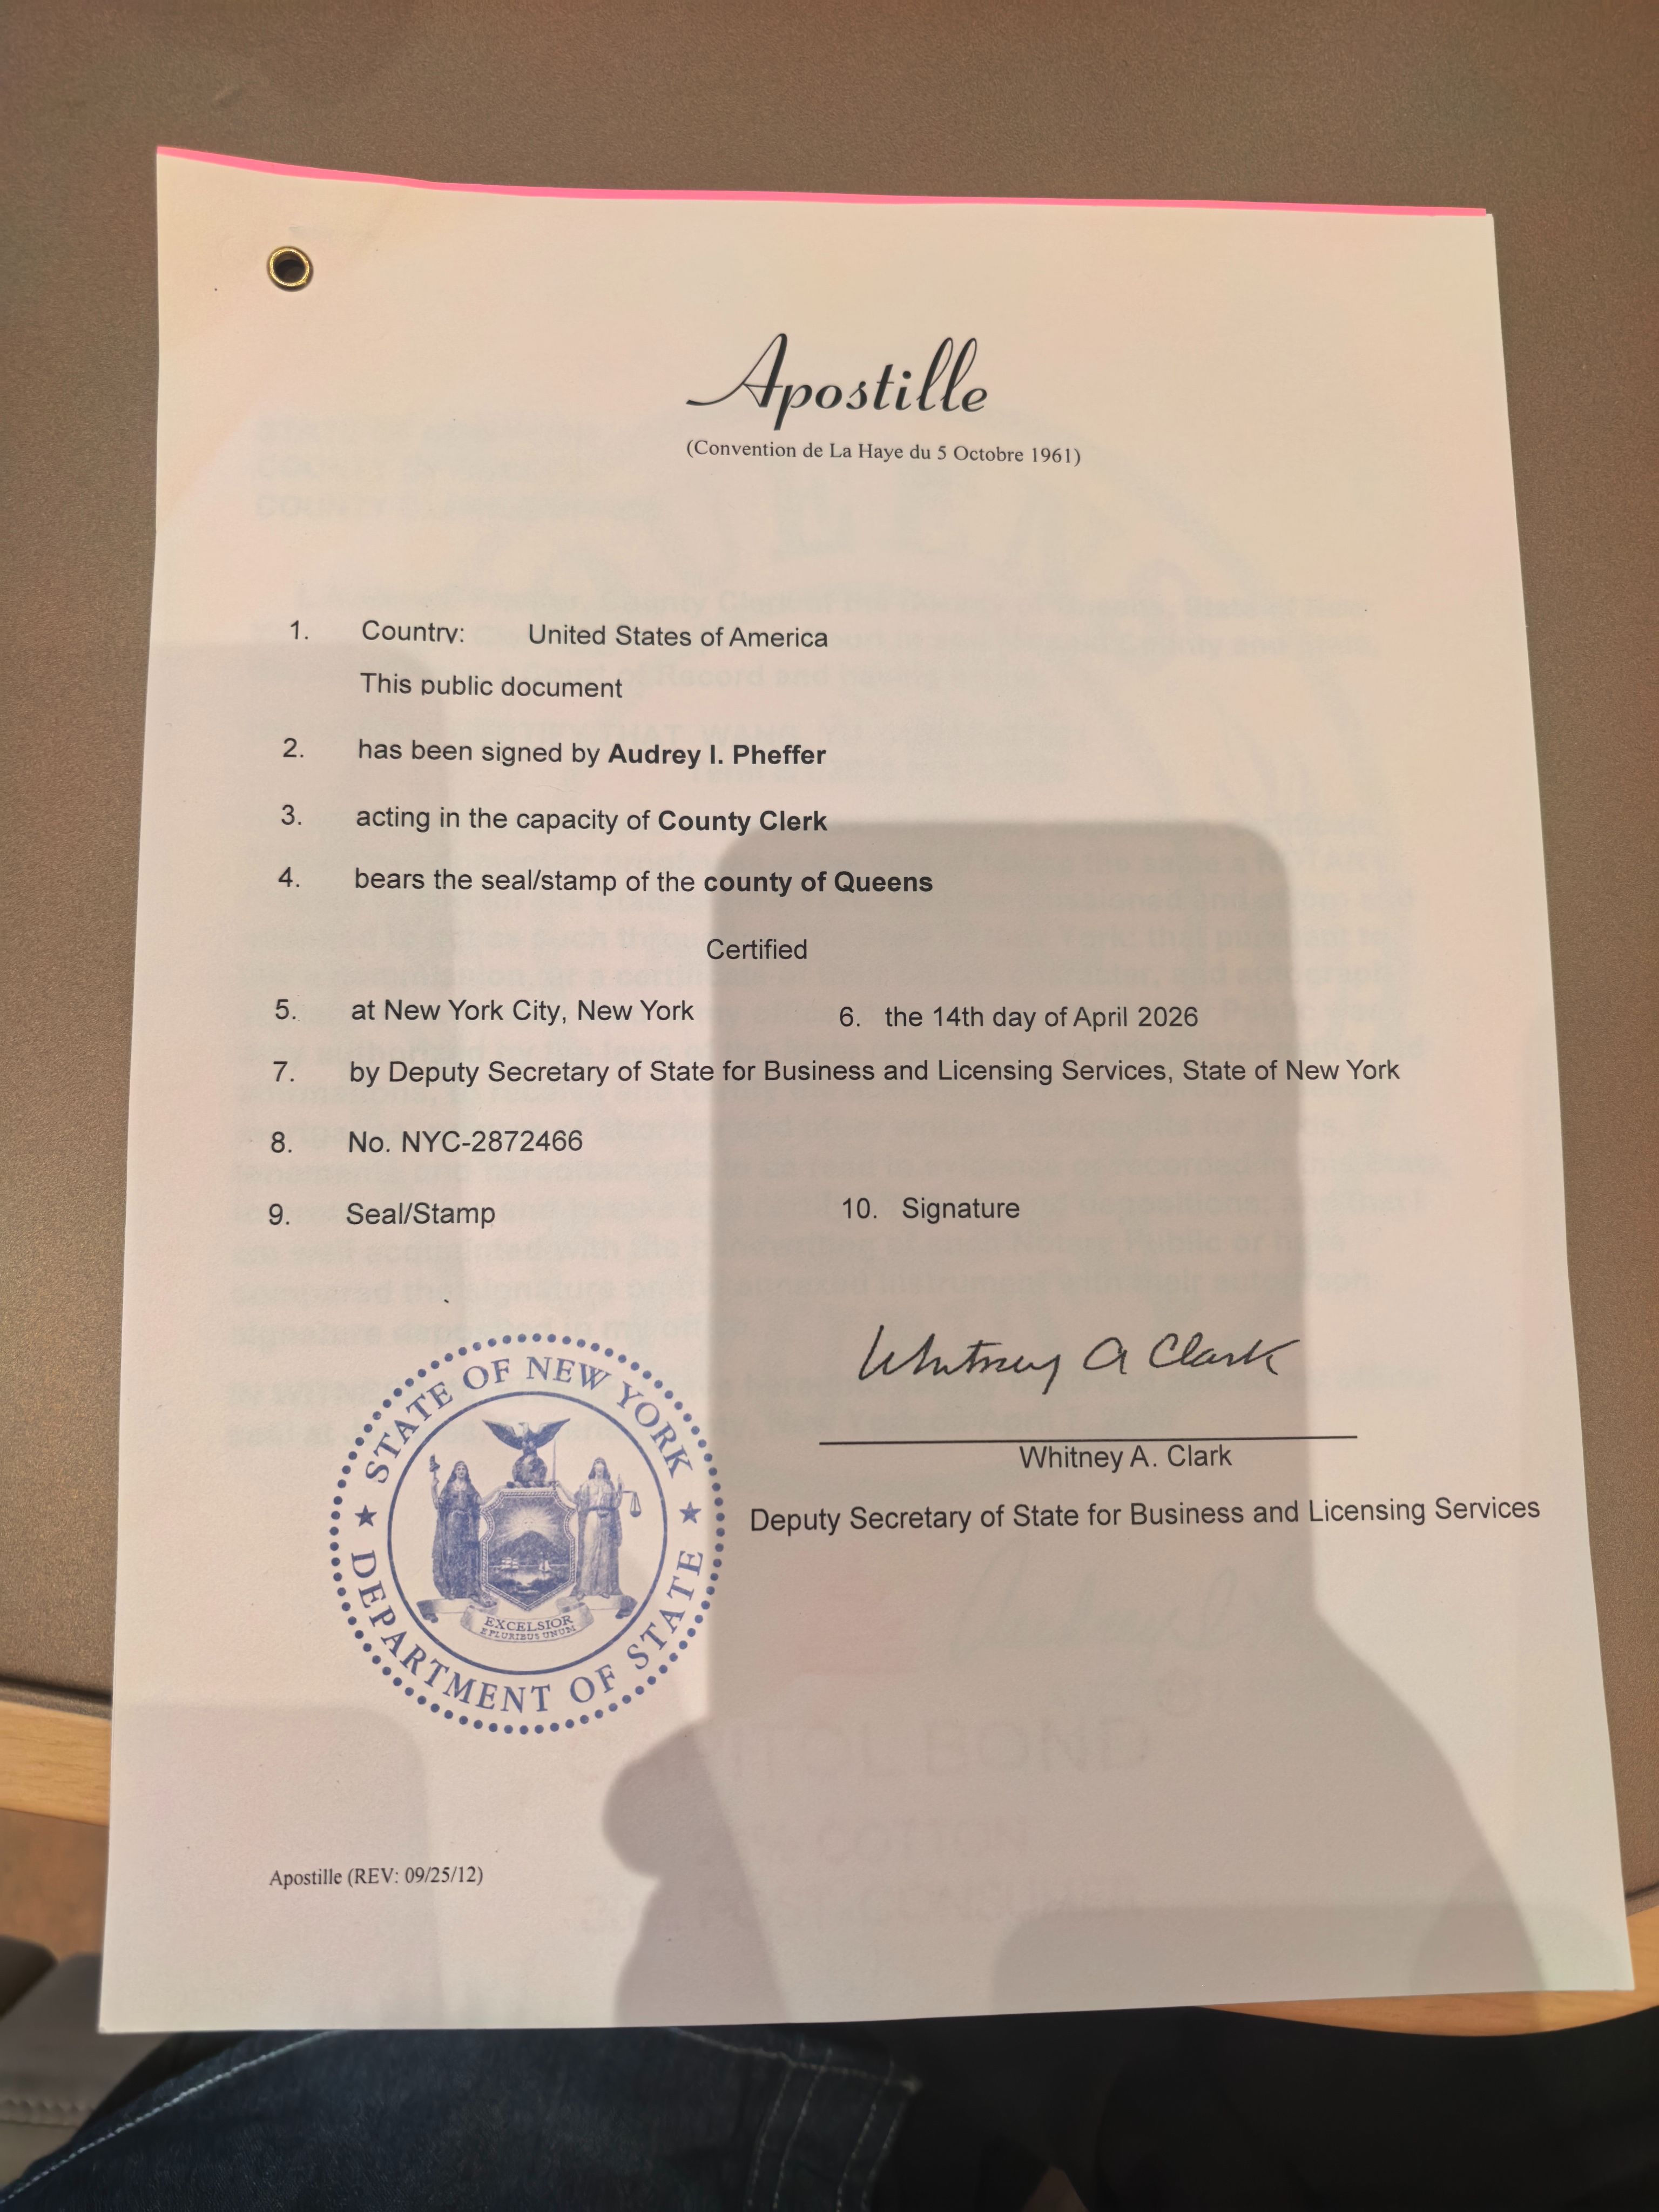 Apostille
(Convention de La Haye du 5 Octobre 1961)
1. Country: United States of America
This public document
2. has been signed by Audrey I. Pheffer
3. acting in the capacity of County Clerk
4. bears the seal/stamp of the county of Queens
Certified
5. at New York City, New York 6. the 14th day of April 2026
7. by Deputy Secretary of State for Business and Licensing Services, State of New York
8. No. NYC-2872466
9. Seal/Stamp 10. Signature
Whitney A Clark
STATE OF NEW YORK
DEPARTMENT OF STATE
EXCELSIOR
E PLURIBUS UNUM
Whitney A. Clark
Deputy Secretary of State for Business and Licensing Services
Apostille (REV: 09/25/12)